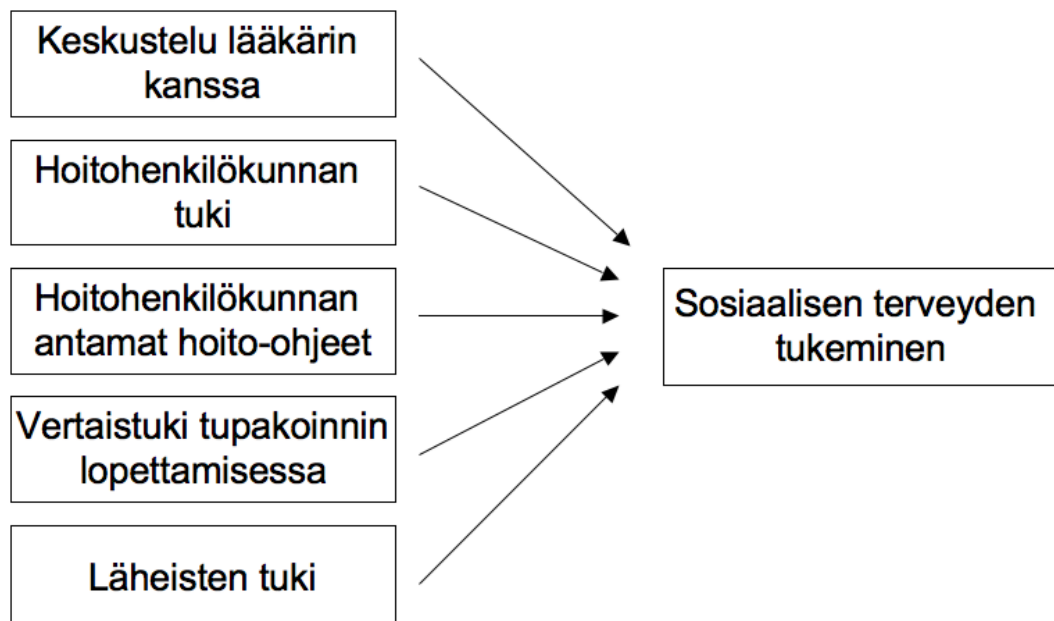 Keskustelu lääkärin
kanssa
Hoitohenkilökunnan
tuki
Hoitohenkilökunnan
antamat hoito-ohjeet
Vertaistuki tupakoinnin
lopettamisessa
Läheisten tuki
Sosiaalisen terveyden
tukeminen